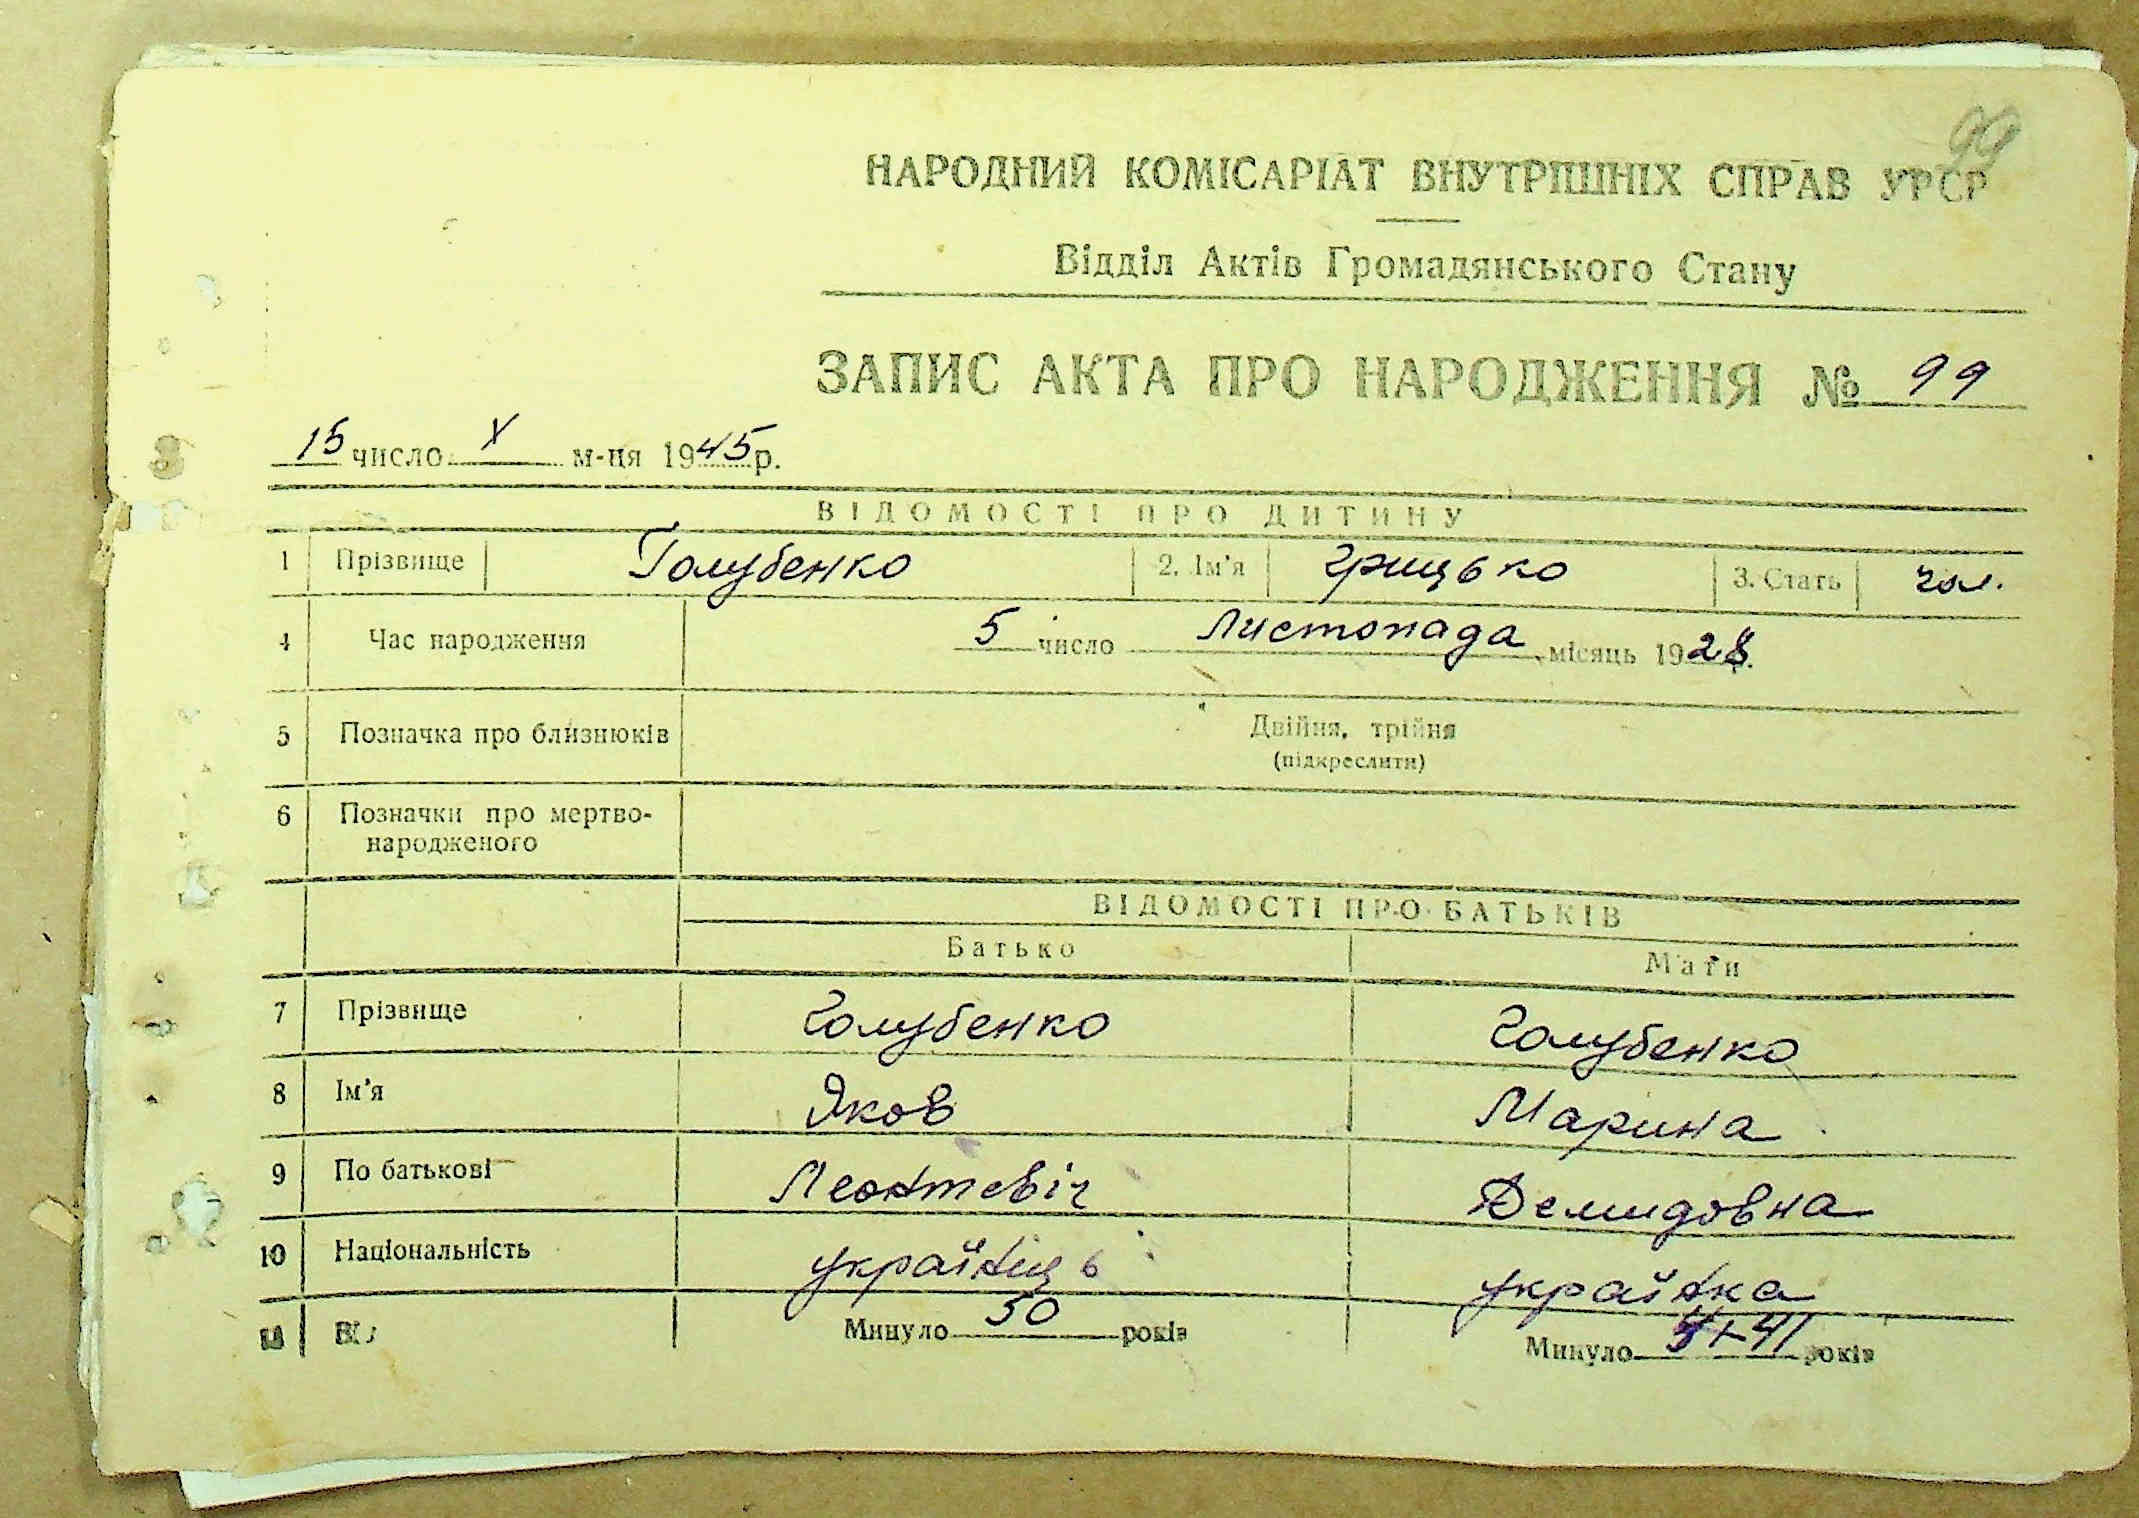 99
НАРОДНИЙ КОМІСАРІАТ ВНУТРІШНІХ СПРАВ УРСР
Відділ Актів Громадянського Стану
ЗАПИС АКТА ПРО НАРОДЖЕННЯ № 99
15 число X м-ця 1945 р.
ВІДОМОСТІ ПРО ДИТИНУ
1 Прізвище Голубенко 2. Ім'я Грицько 3. Стать чол.
4 Час народження 5 число Листопада місяць 1928
5 Позначка про близнюків Двійня, трійня
(підкреслити)
6 Позначки про мертво-
народженого
ВІДОМОСТІ ПРО БАТЬКІВ
Батько Мати
7 Прізвище Голубенко Голубенко
8 Ім'я Яков Марина
9 По батькові Леонтевіч Демидовна
10 Національність українць українка
Минуло 50 років Минуло 41 років